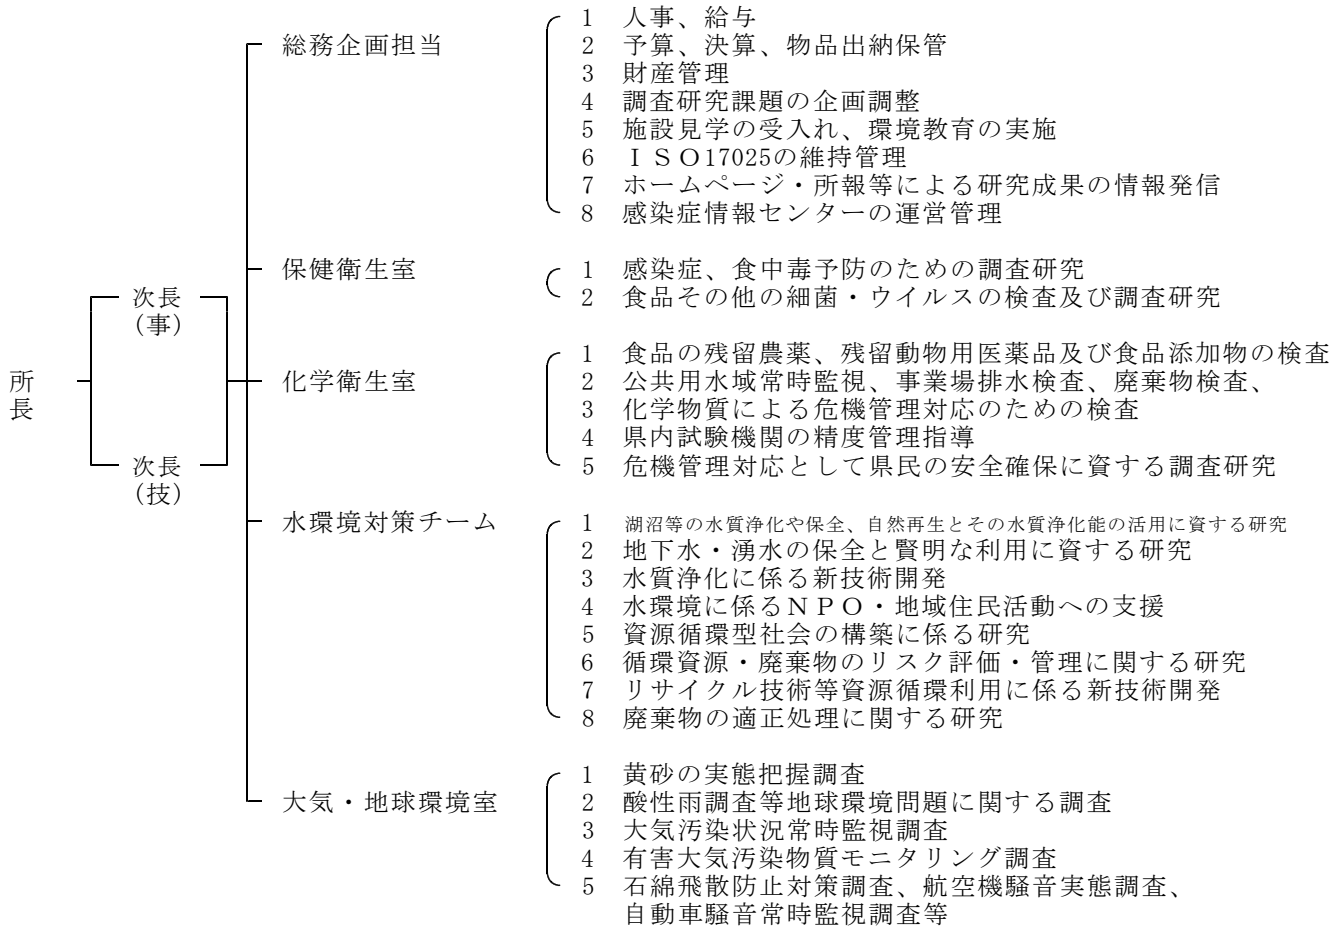 所長
次長
（事）
次長
（技）
総務企画担当
1 人事、給与
2 予算、決算、物品出納保管
3 財産管理
4 調査研究課題の企画調整
5 施設見学の受入れ、環境教育の実施
6 ＩＳＯ17025の維持管理
7 ホームページ・所報等による研究成果の情報発信
8 感染症情報センターの運営管理
保健衛生室
1 感染症、食中毒予防のための調査研究
2 食品その他の細菌・ウイルスの検査及び調査研究
化学衛生室
1 食品の残留農薬、残留動物用医薬品及び食品添加物の検査
2 公共用水域常時監視、事業場排水検査、廃棄物検査、
3 化学物質による危機管理対応のための検査
4 県内試験機関の精度管理指導
5 危機管理対応として県民の安全確保に資する調査研究
水環境対策チーム
1 湖沼等の水質浄化や保全、自然再生とその水質浄化能の活用に資する研究
2 地下水・湧水の保全と賢明な利用に資する研究
3 水質浄化に係る新技術開発
4 水環境に係るＮＰＯ・地域住民活動への支援
5 資源循環型社会の構築に係る研究
6 循環資源・廃棄物のリスク評価・管理に関する研究
7 リサイクル技術等資源循環利用に係る新技術開発
8 廃棄物の適正処理に関する研究
大気・地球環境室
1 黄砂の実態把握調査
2 酸性雨調査等地球環境問題に関する調査
3 大気汚染状況常時監視調査
4 有害大気汚染物質モニタリング調査
5 石綿飛散防止対策調査、航空機騒音実態調査、
自動車騒音常時監視調査等